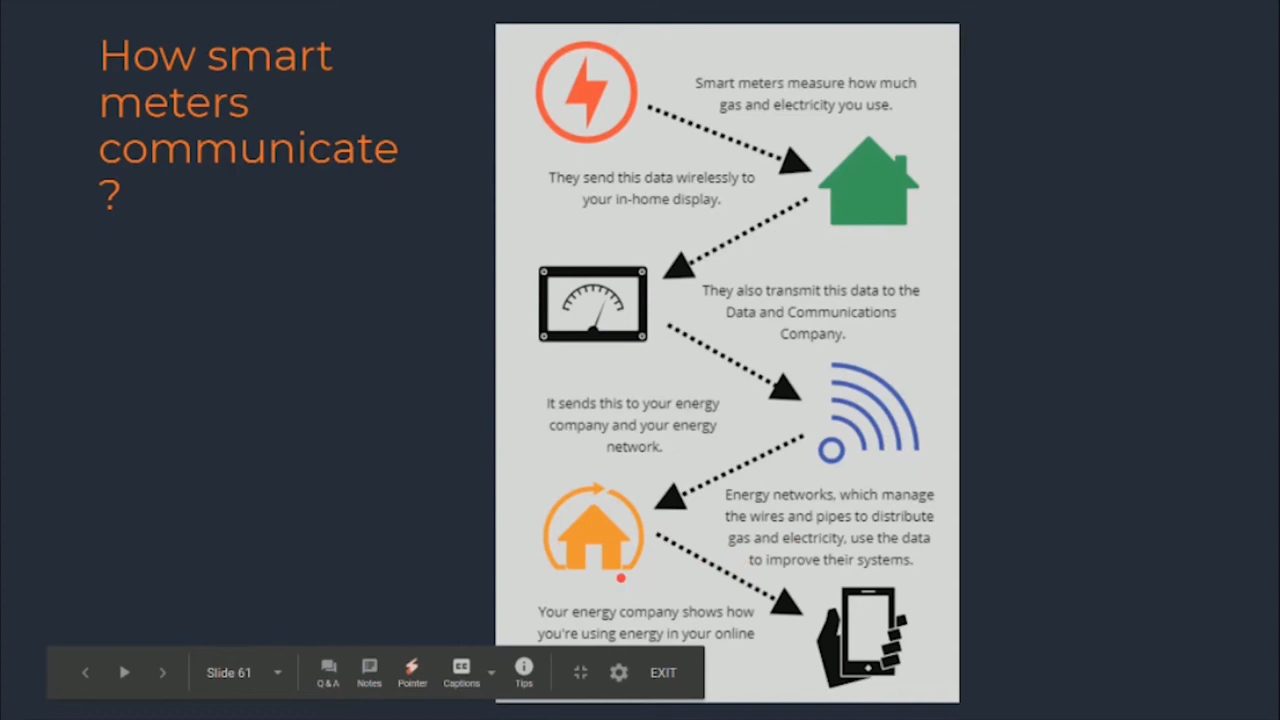 How smart
meters
communicate
?
Smart meters measure how much
gas and electricity you use.
They send this data wirelessly to
your in-home display.
They also transmit this data to the
Data and Communications
Company.
It sends this to your energy
company and your energy
network.
Energy networks, which manage
the wires and pipes to distribute
gas and electricity, use the data
to improve their systems.
Your energy company shows how
you're using energy in your online
Slide 61
Q & A
Notes
Pointer
CC
Captions
Tips
EXIT